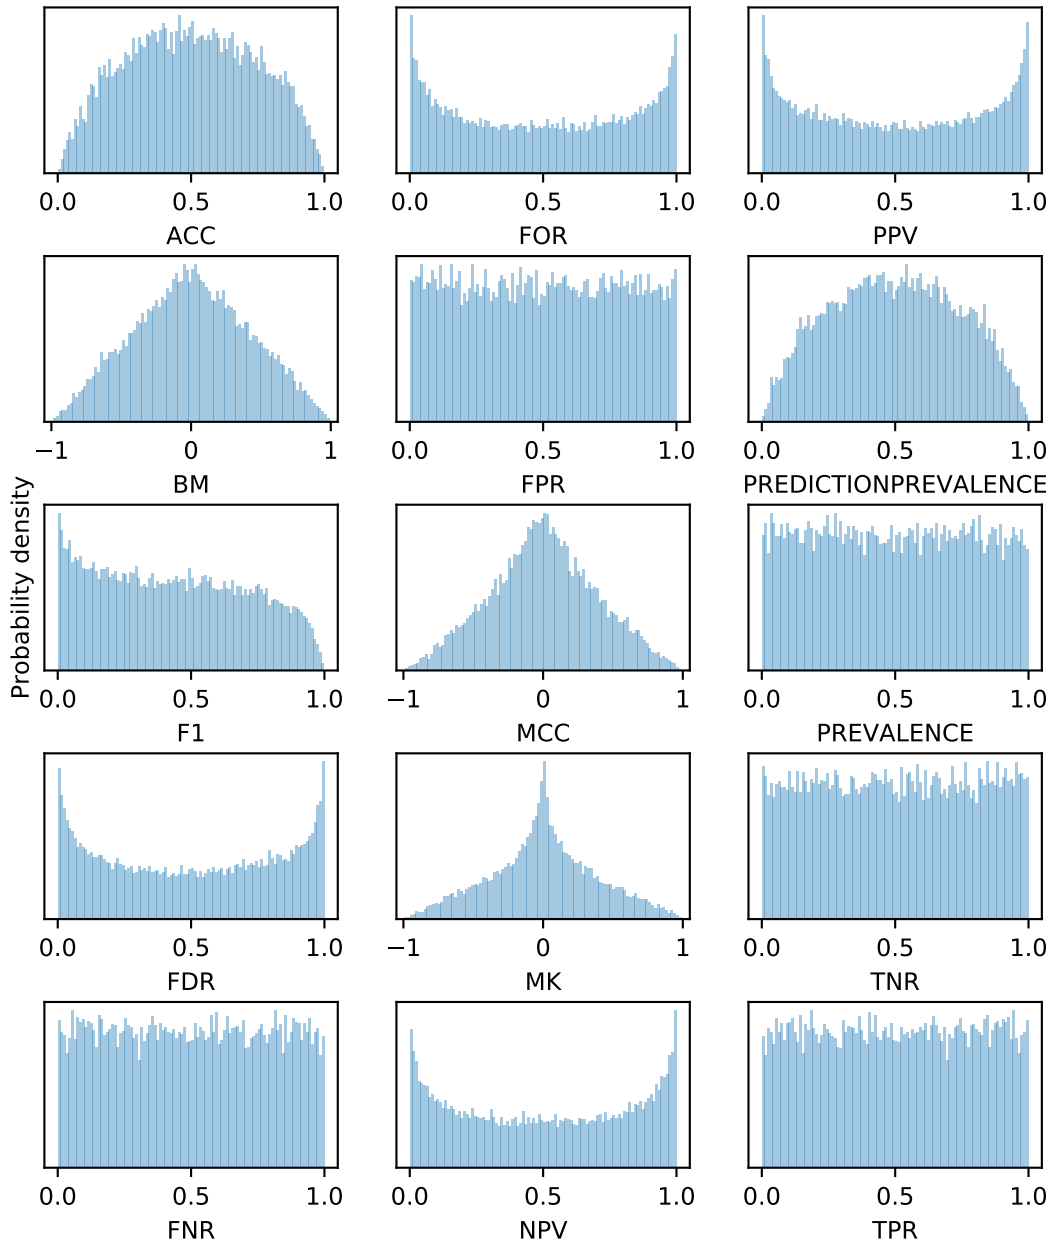 0.0 0.5 1.0 0.0 0.5 1.0 0.0 0.5 1.0
ACC FOR PPV
−1 0 1 0.0 0.5 1.0 0.0 0.5 1.0
BM FPR PREDICTIONPREVALENCE
Probability density
0.0 0.5 1.0 −1 0 1 0.0 0.5 1.0
F1 MCC PREVALENCE
0.0 0.5 1.0 −1 0 1 0.0 0.5 1.0
FDR MK TNR
0.0 0.5 1.0 0.0 0.5 1.0 0.0 0.5 1.0
FNR NPV TPR